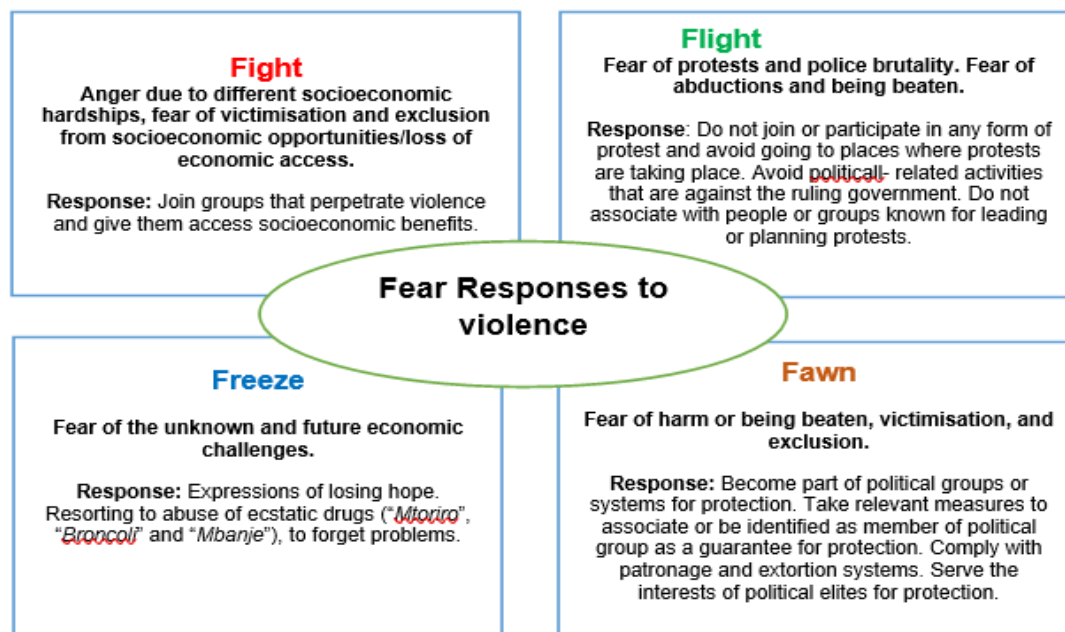 Fight
Anger due to different socioeconomic
hardships, fear of victimisation and exclusion
from socioeconomic opportunities/loss of
economic access.
Response: Join groups that perpetrate violence
and give them access socioeconomic benefits.
Flight
Fear of protests and police brutality. Fear of
abductions and being beaten.
Response: Do not join or participate in any form of
protest and avoid going to places where protests
are taking place. Avoid politicall- related activities
that are against the ruling government. Do not
associate with people or groups known for leading
or planning protests.
Fear Responses to
violence
Freeze
Fear of the unknown and future economic
challenges.
Response: Expressions of losing hope.
Resorting to abuse of ecstatic drugs (“Mtoriro”,
“Broncoli” and “Mbanje”), to forget problems.
Fawn
Fear of harm or being beaten, victimisation, and
exclusion.
Response: Become part of political groups or
systems for protection. Take relevant measures to
associate or be identified as member of political
group as a guarantee for protection. Comply with
patronage and extortion systems. Serve the
interests of political elites for protection.